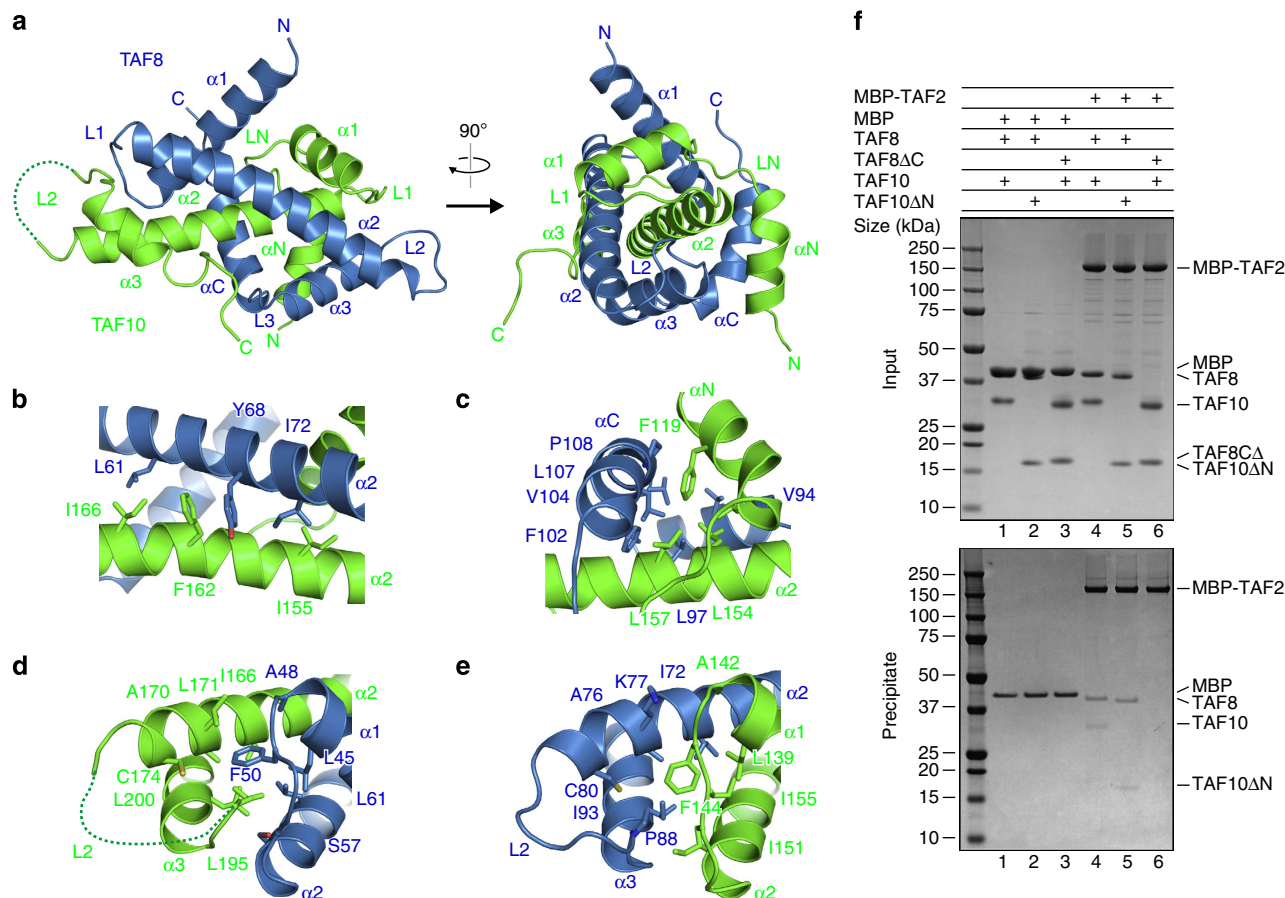 a
N
TAF8
α1
C
L1
LN
α1
L2
α2
L1
α2
αN
L2
α3
αC
L3
α3
TAF10
C
N
90°
N
α1
C
α1
LN
L1
α3
α2
αN
L2
α2
αC
α3
C
N
b
Y68
I72
L61
α2
I166
F162
α2
I155
c
αN
αC
F119
P108
L107
V104
V94
F102
α2
L157
L97
L154
d
A48
I166
L171
A170
α2
α1
L45
C174
F50
L200
L61
L2
S57
α3
L195
α2
e
A142
I72
K77
A76
α2
α1
L139
C80
I155
I93
F144
P88
L2
I151
α3
α2
f
MBP-TAF2 + + +
MBP + + +
TAF8 + + + +
TAF8ΔC + +
TAF10 + + + +
TAF10ΔN + +
Size (kDa)
250
150
100
75
50
37
25
20
15
10
Input
MBP-TAF2
MBP
TAF8
TAF10
TAF8CΔ
TAF10ΔN
1 2 3 4 5 6
250
150
100
75
50
37
25
20
15
10
Precipitate
MBP-TAF2
MBP
TAF8
TAF10
TAF10ΔN
1 2 3 4 5 6